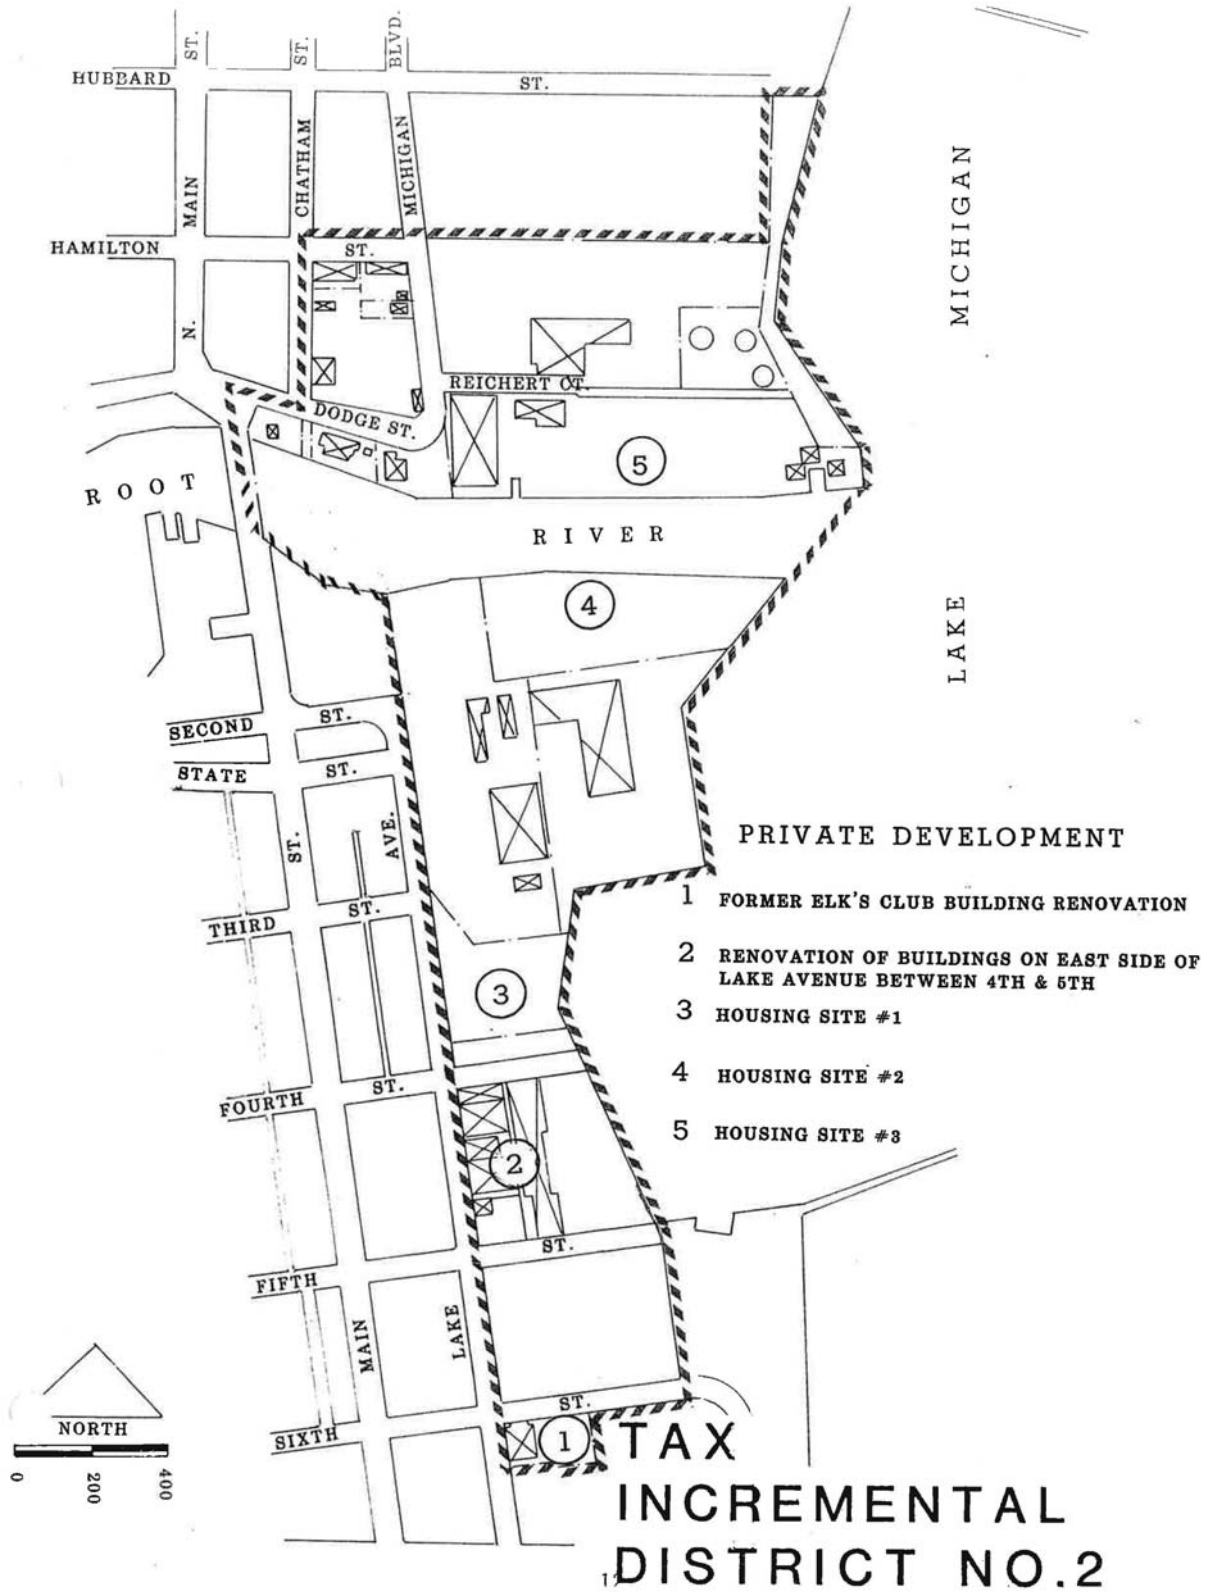 ST.
ST.
BLVD.
HUBBARD
ST.
MAIN
CHATHAM
MICHIGAN
MICHIGAN
HAMILTON
ST.
N.
REICHERT CT.
DODGE ST.
5
ROOT
RIVER
4
LAKE
SECOND
ST.
STATE
ST.
ST.
AVE.
PRIVATE DEVELOPMENT
1 FORMER ELK'S CLUB BUILDING RENOVATION
THIRD
ST.
2 RENOVATION OF BUILDINGS ON EAST SIDE OF
LAKE AVENUE BETWEEN 4TH & 5TH
3
3 HOUSING SITE #1
4 HOUSING SITE #2
FOURTH
ST.
5 HOUSING SITE #3
2
ST.
FIFTH
MAIN
LAKE
ST.
NORTH
SIXTH
1
0
200
400
TAX
INCREMENTAL
DISTRICT NO.2